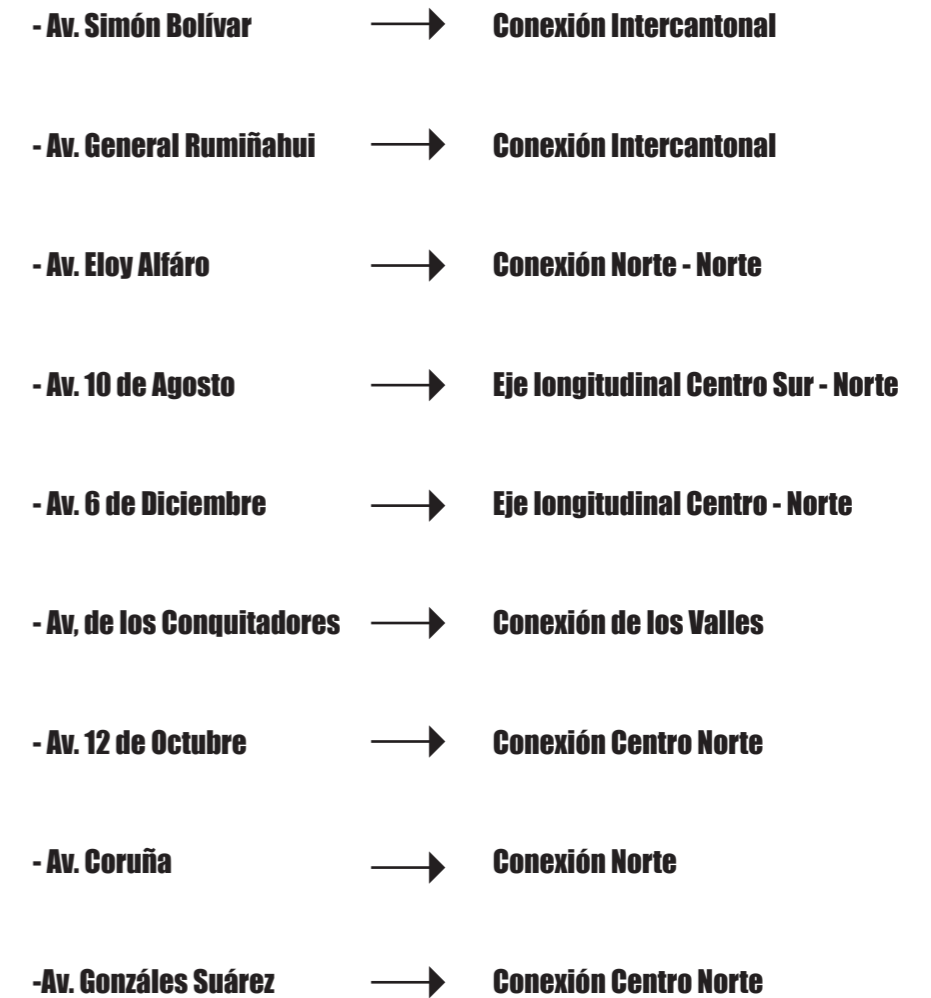 - Av. Simón Bolívar Conexión Intercantonal
- Av. General Rumiñahui Conexión Intercantonal
- Av. Eloy Alfáro Conexión Norte - Norte
- Av. 10 de Agosto Eje longitudinal Centro Sur - Norte
- Av. 6 de Diciembre Eje longitudinal Centro - Norte
- Av, de los Conquitadores Conexión de los Valles
- Av. 12 de Octubre Conexión Centro Norte
- Av. Coruña Conexión Norte
-Av. Gonzáles Suárez Conexión Centro Norte